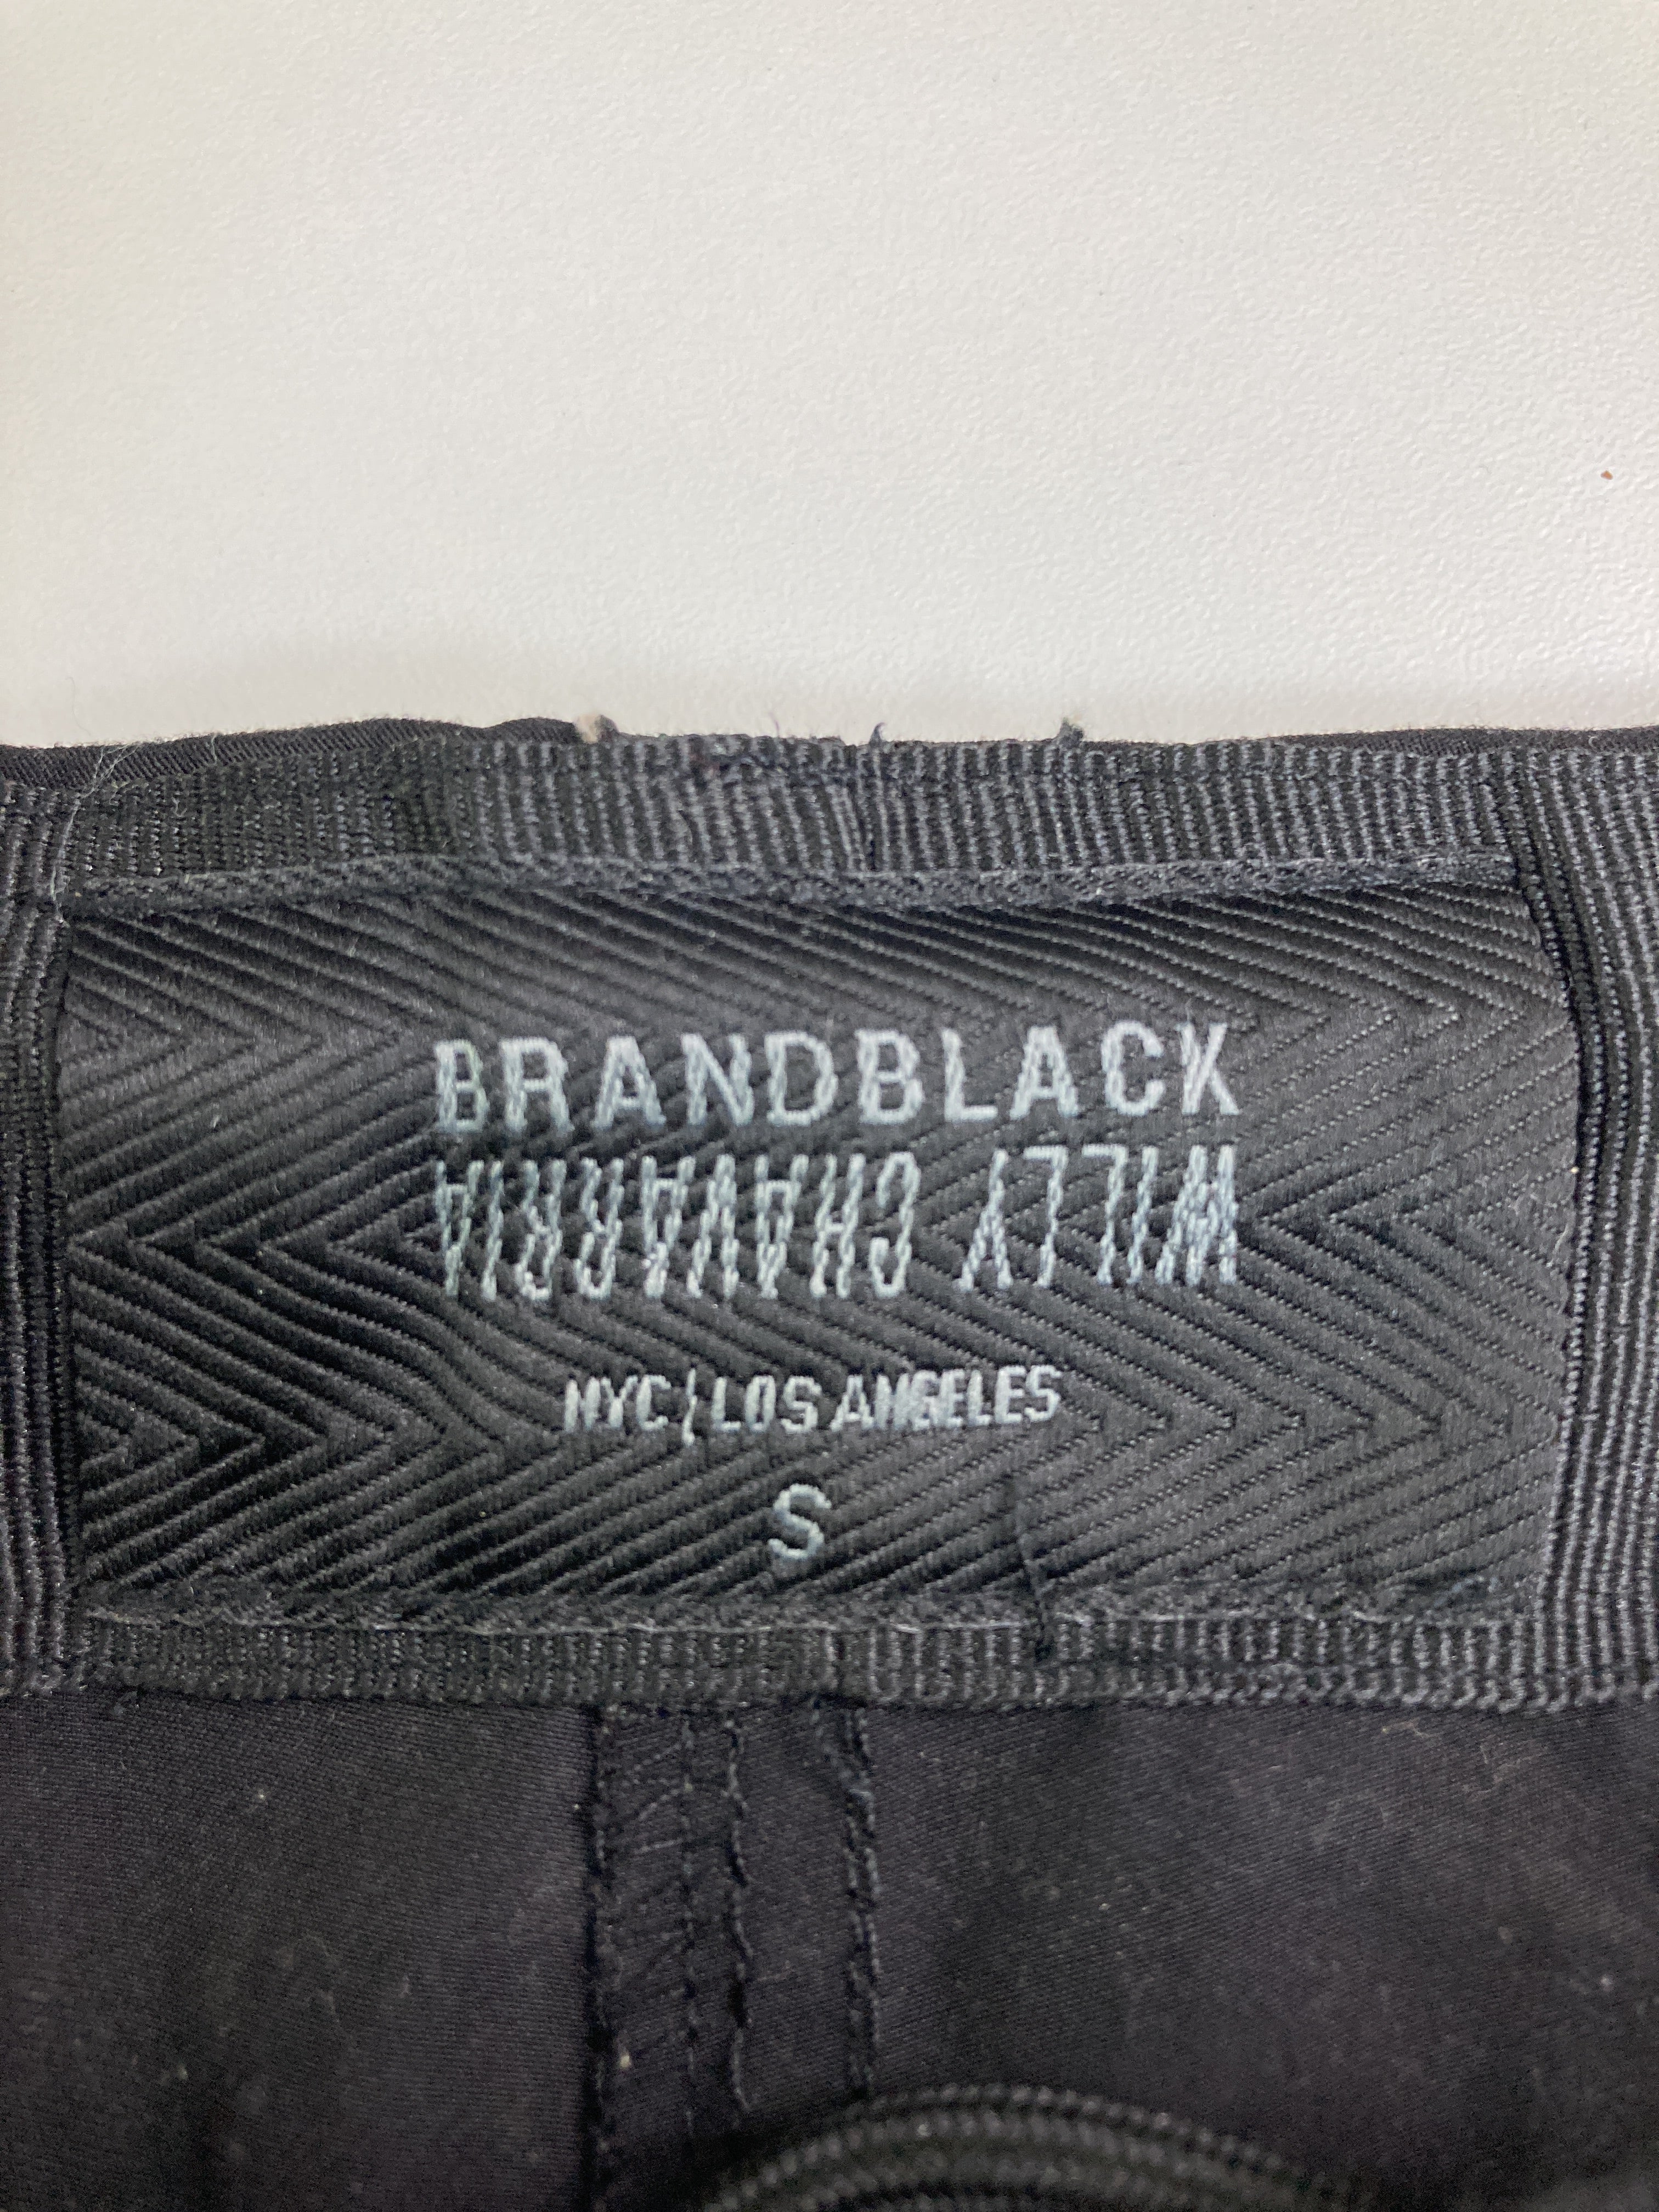 BRANDBLACK
WILLY CHAVARRIA
NYC/LOS ANGELES
S